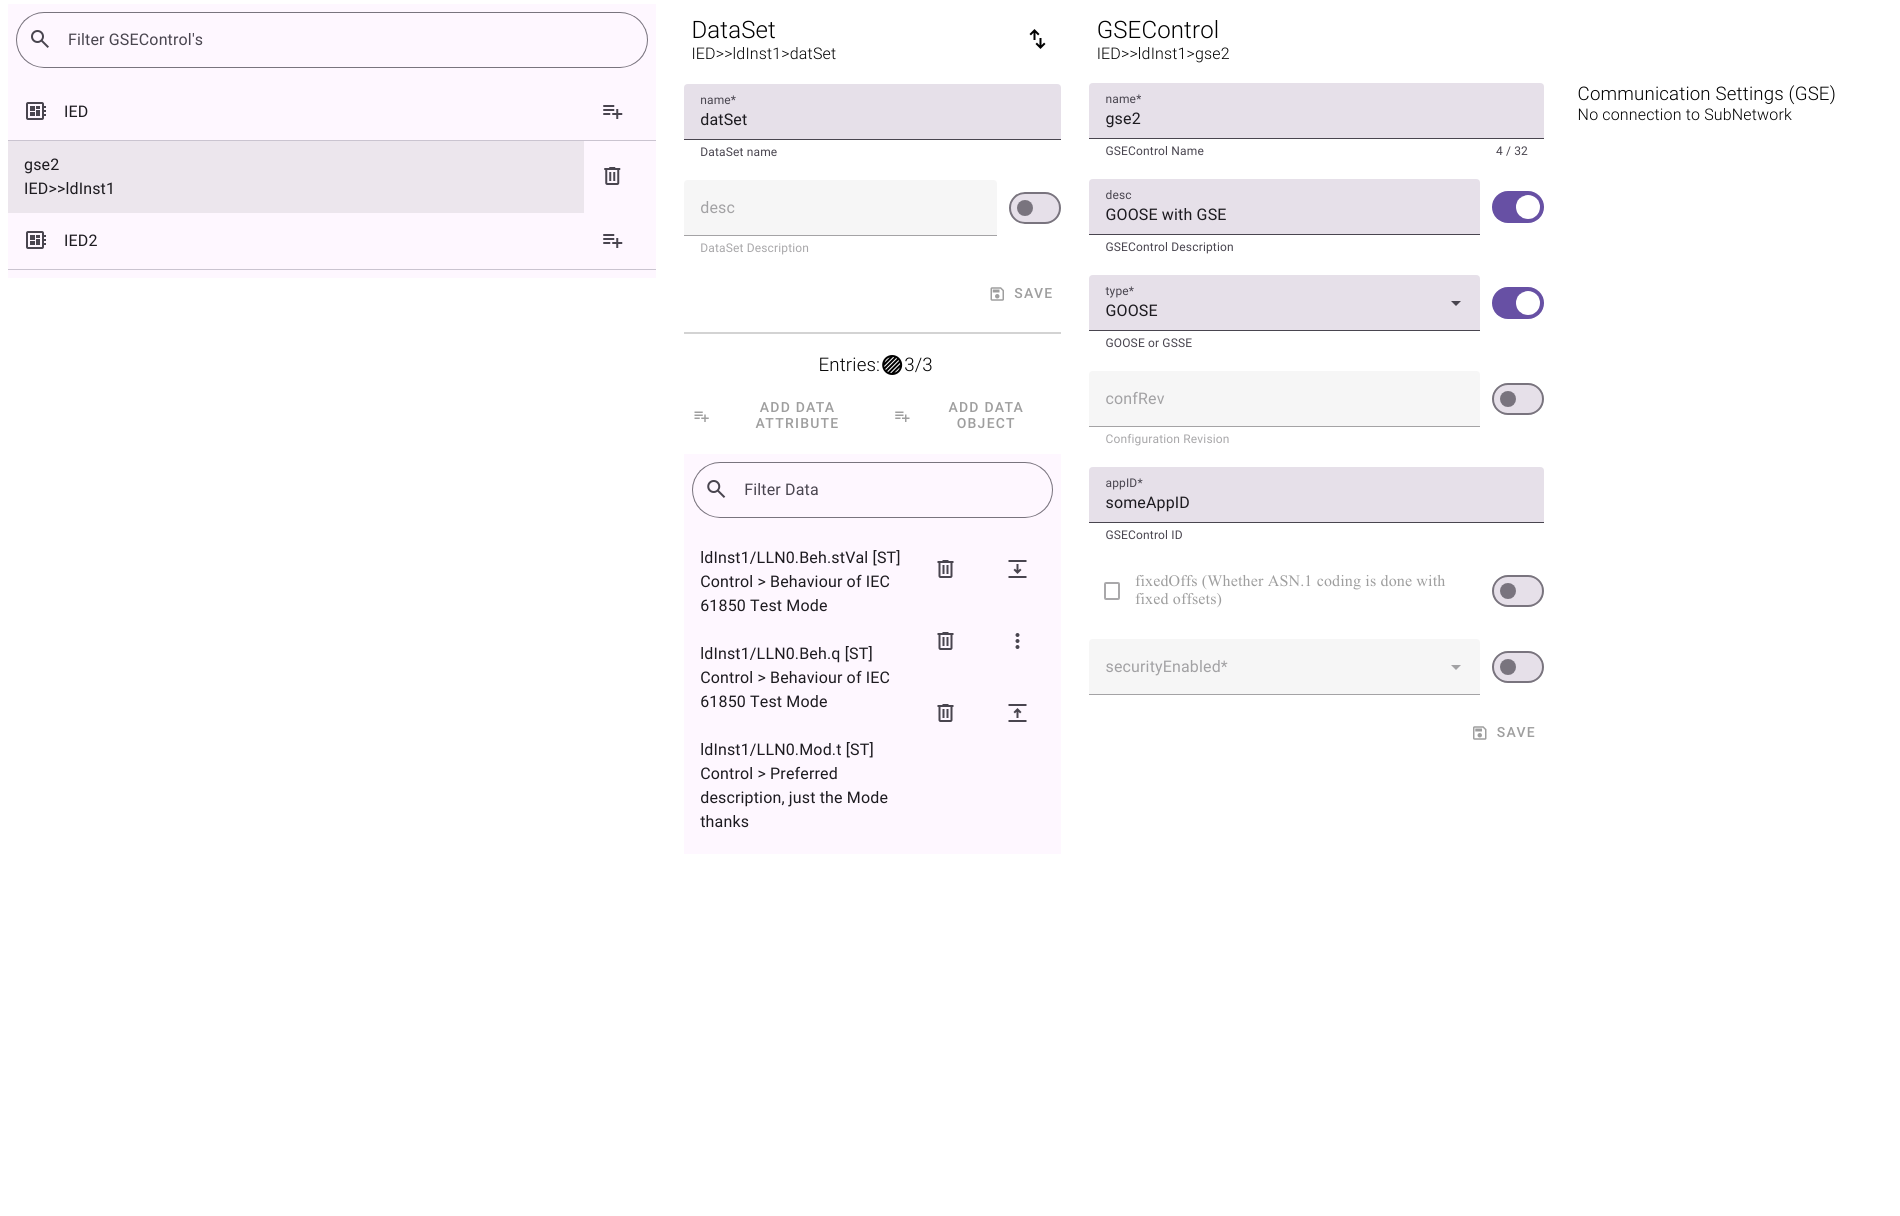 Filter GSEControl's
IED
gse2
IED>>ldInst1
IED2
DataSet
IED>>ldInst1>datSet
name*
datSet
DataSet name
desc
DataSet Description
SAVE
Entries: 3/3
ADD DATA
ATTRIBUTE
ADD DATA
OBJECT
Filter Data
ldInst1/LLN0.Beh.stVal [ST]
Control > Behaviour of IEC
61850 Test Mode
ldInst1/LLN0.Beh.q [ST]
Control > Behaviour of IEC
61850 Test Mode
ldInst1/LLN0.Mod.t [ST]
Control > Preferred
description, just the Mode
thanks
GSEControl
IED>>ldInst1>gse2
name*
gse2
GSEControl Name 4 / 32
desc
GOOSE with GSE
GSEControl Description
type*
GOOSE
GOOSE or GSSE
confRev
Configuration Revision
appID*
someAppID
GSEControl ID
fixedOffs (Whether ASN.1 coding is done with
fixed offsets)
securityEnabled*
SAVE
Communication Settings (GSE)
No connection to SubNetwork